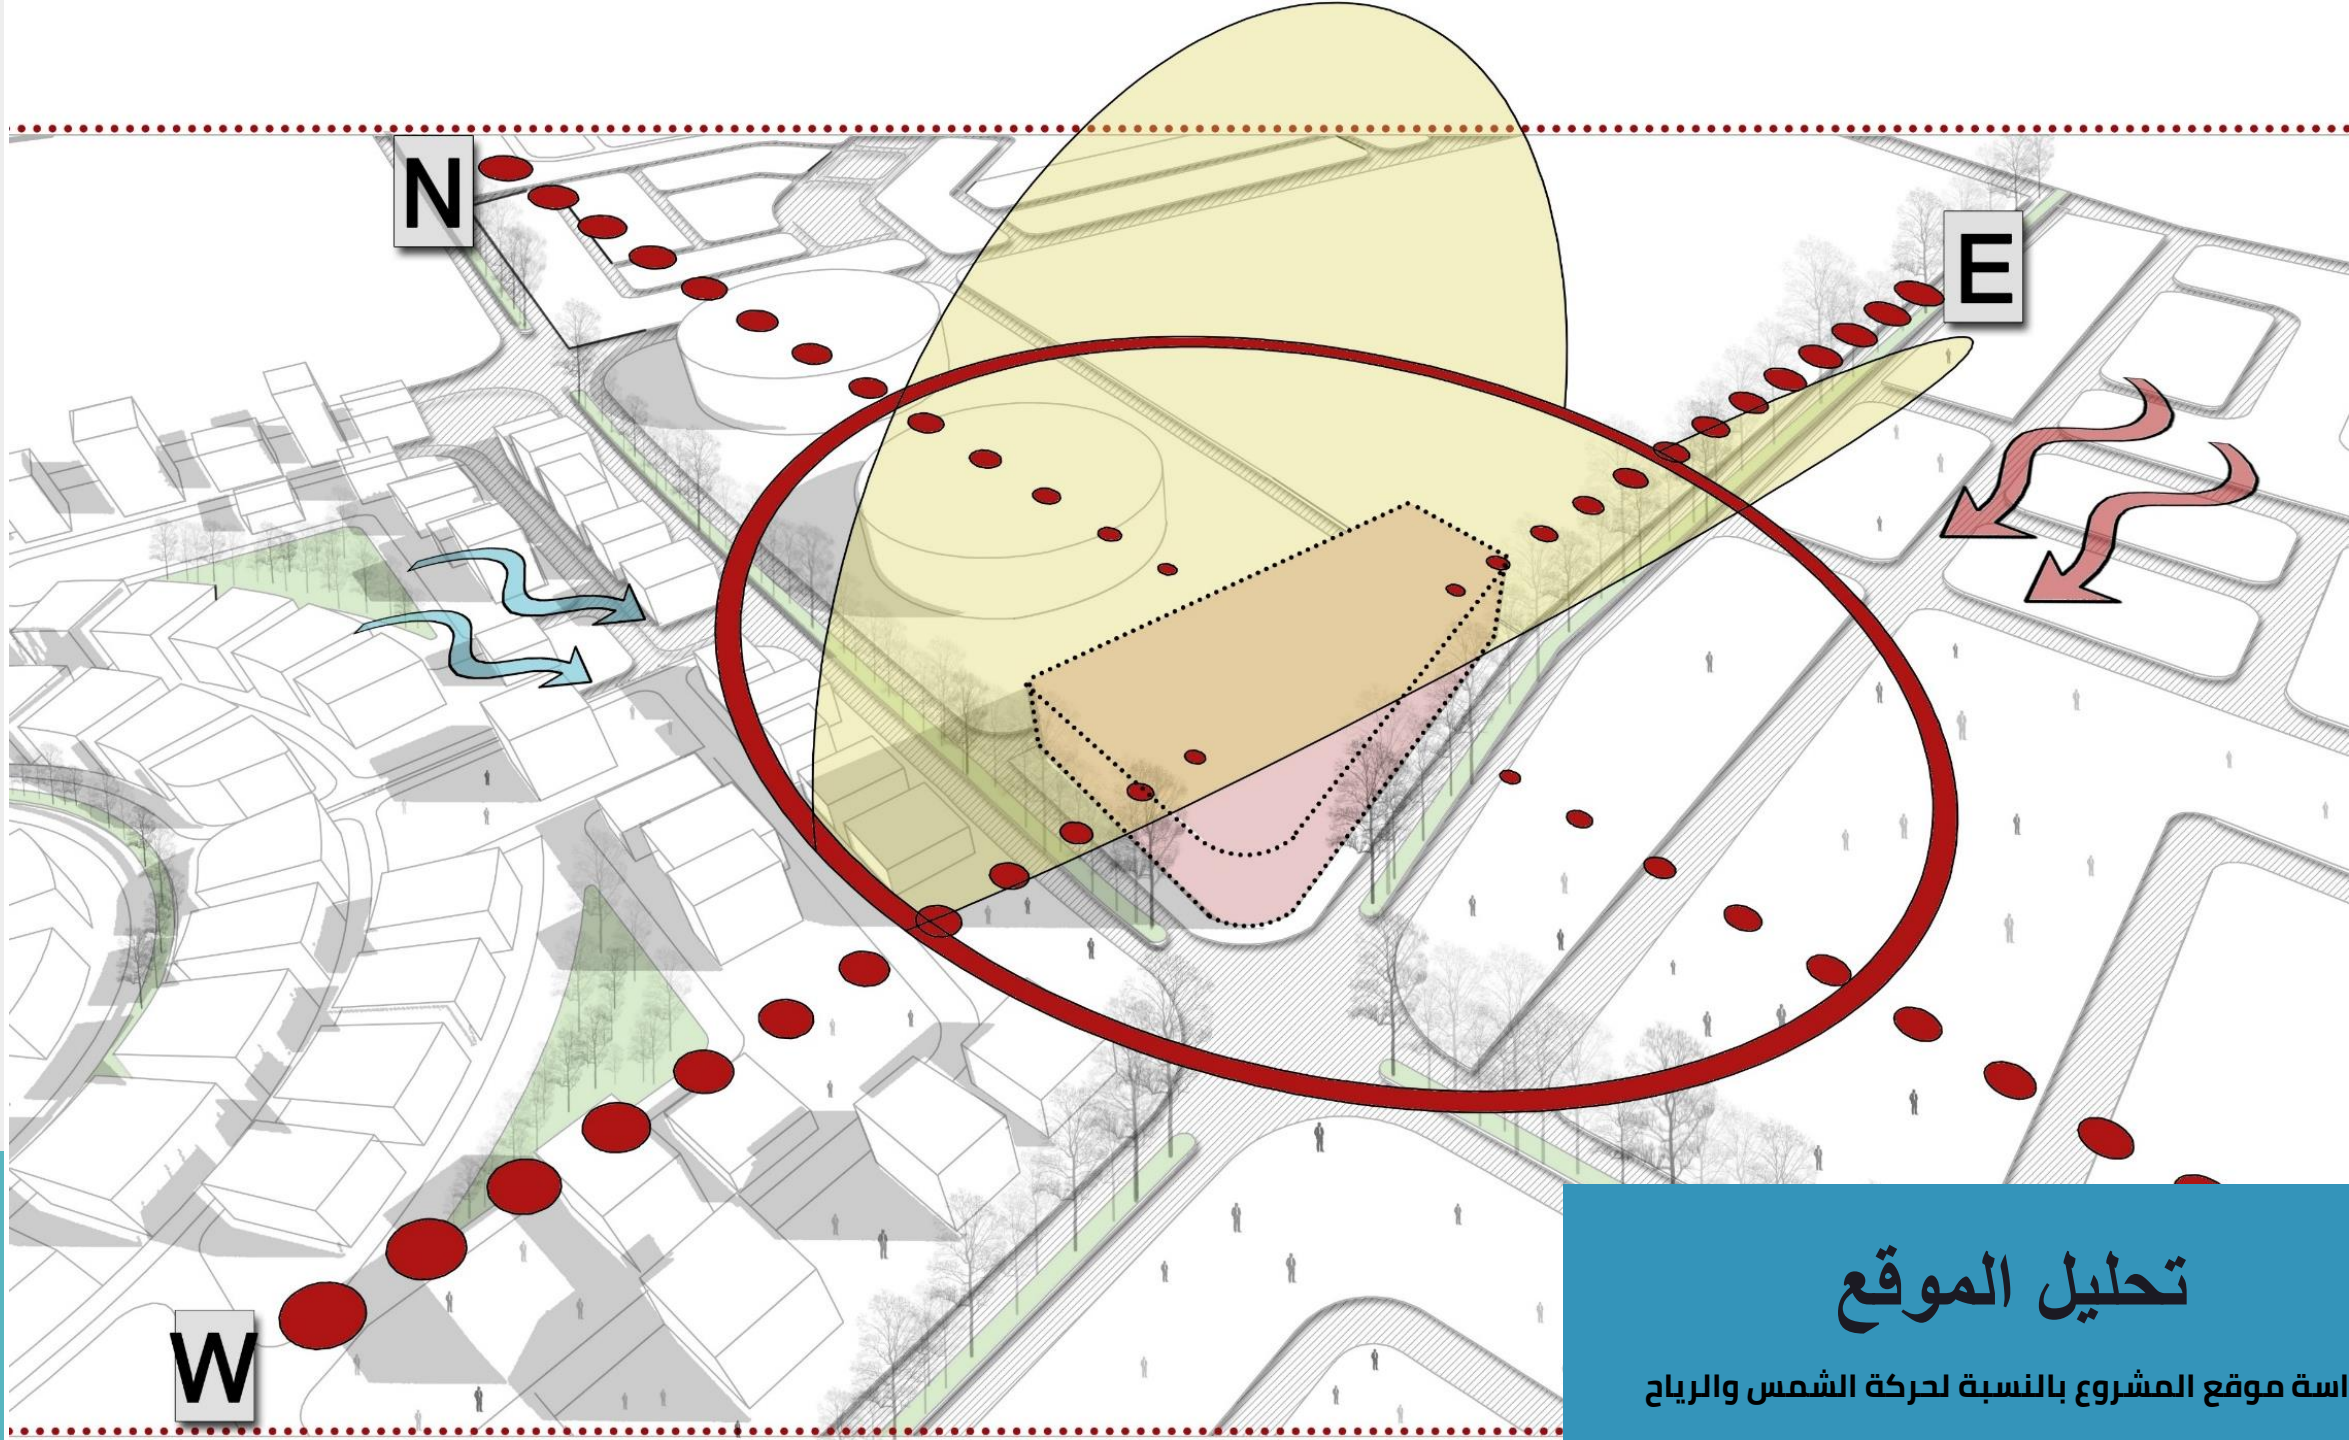 N
E
W
تحليل الموقع
اسة موقع المشروع بالنسبة لحركة الشمس والرياح